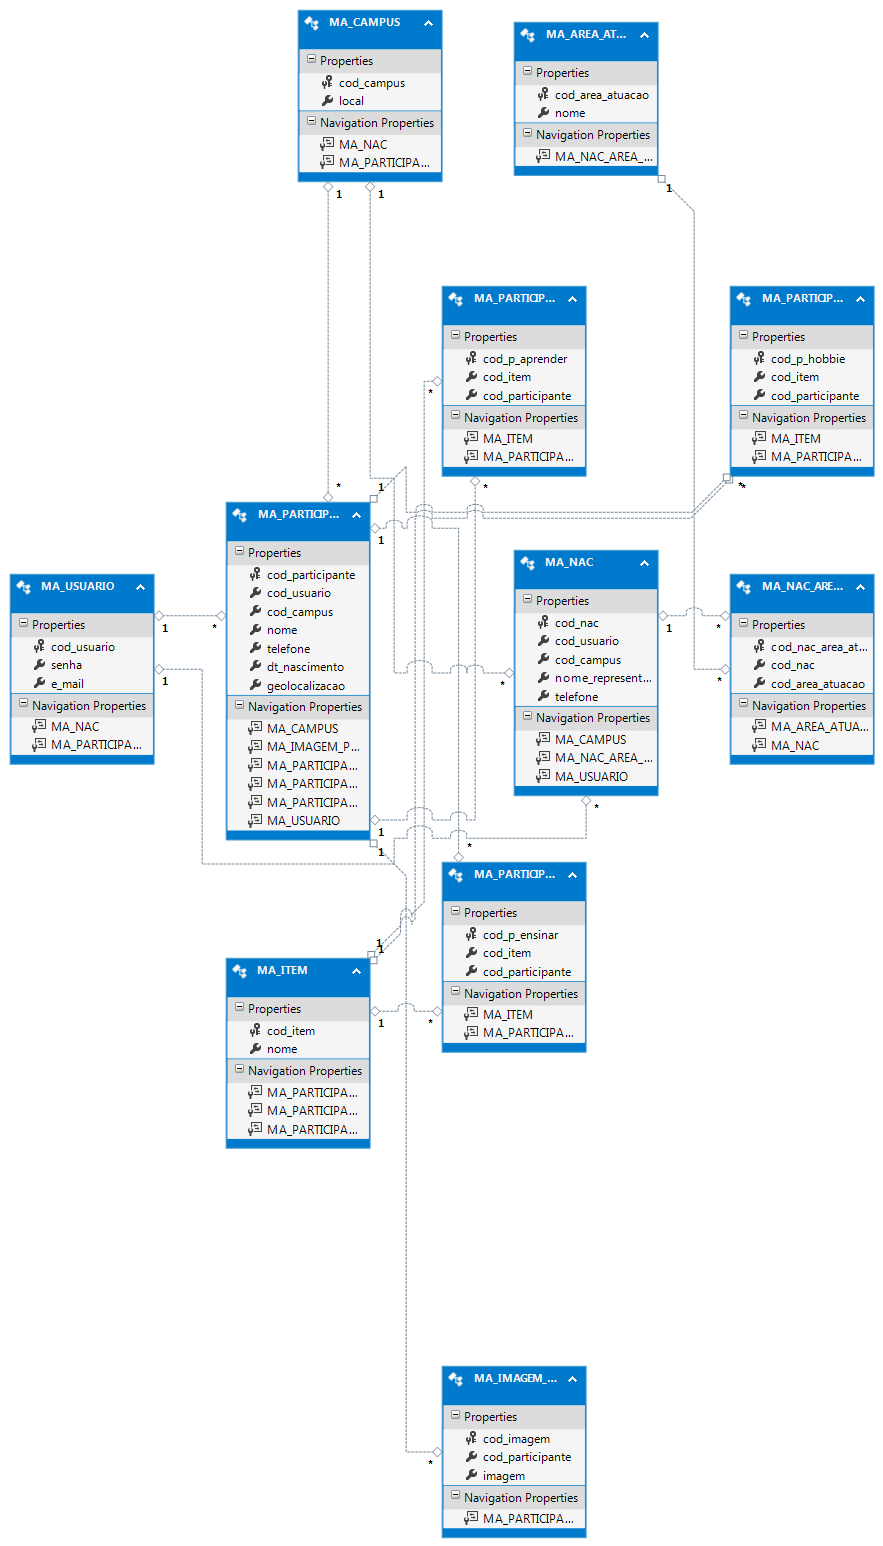 MA_CAMPUS
Properties
cod_campus
local
Navigation Properties
MA_NAC
MA_PARTICIPA...
1
1
*
MA_AREA_AT...
Properties
cod_area_atuacao
nome
Navigation Properties
MA_NAC_AREA_...
1
MA_PARTICIP...
Properties
cod_p_aprender
cod_item
cod_participante
Navigation Properties
MA_ITEM
MA_PARTICIPA...
*
*
MA_PARTICIP...
Properties
cod_p_hobbie
cod_item
cod_participante
Navigation Properties
MA_ITEM
MA_PARTICIPA...
*
*
MA_PARTICIP...
Properties
cod_participante
cod_usuario
cod_campus
nome
telefone
dt_nascimento
geolocalizacao
Navigation Properties
MA_CAMPUS
MA_IMAGEM_P...
MA_PARTICIPA...
MA_PARTICIPA...
MA_PARTICIPA...
MA_USUARIO
1
1
1
1
MA_USUARIO
Properties
cod_usuario
senha
e_mail
Navigation Properties
MA_NAC
MA_PARTICIPA...
1
*
1
MA_NAC
Properties
cod_nac
cod_usuario
cod_campus
nome_represent...
telefone
Navigation Properties
MA_CAMPUS
MA_NAC_AREA_...
MA_USUARIO
*
1
*
MA_NAC_ARE...
Properties
cod_nac_area_at...
cod_nac
cod_area_atuacao
Navigation Properties
MA_AREA_ATUA...
MA_NAC
*
*
MA_PARTICIP...
Properties
cod_p_ensinar
cod_item
cod_participante
Navigation Properties
MA_ITEM
MA_PARTICIPA...
*
*
MA_ITEM
Properties
cod_item
nome
Navigation Properties
MA_PARTICIPA...
MA_PARTICIPA...
MA_PARTICIPA...
1
1
1
MA_IMAGEM_...
Properties
cod_imagem
cod_participante
imagem
Navigation Properties
MA_PARTICIPA...
*